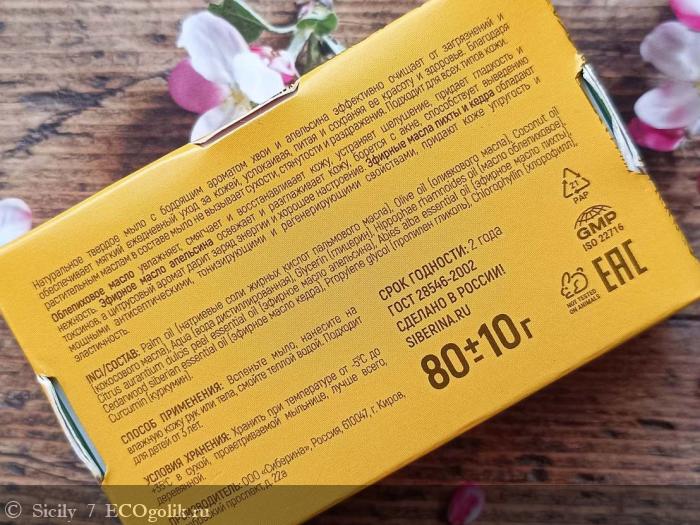 Натуральное твердое мыло с бодрящим ароматом хвои и апельсина эффективно очищает от загрязнений и
обеспечивает мягкий ежедневный уход за кожей, успокаивая, питая и сохраняя ее красоту и здоровье. Благодаря
растительным маслам в составе мыло не вызывает сухости, стянутости и раздражения. Подходит для всех типов кожи.
Облепиховое масло увлажняет, смягчает и восстанавливает кожу, устраняет шелушение, придает гладкость и
нежность. Эфирное масло апельсина освежает и разглаживает кожу, борется с акне, способствует выведению
токсинов, а цитрусовый аромат дарит заряд энергии и хорошее настроение. Эфирные масла пихты и кедра обладают
мощными антисептическими, тонизирующими и регенерирующими свойствами, придают коже упругость и
эластичность.
INCI/СОСТАВ: Palm oil (натриевые соли жирных кислот пальмового масла), Olive oil (оливкового масла), Coconut oil
(кокосового масла), Aqua (вода дистиллированная), Glycerin (глицерин), Hippophae rhamnoides oil (масло облепиховое),
Citrus aurantium dulcis peel essential oil (эфирное масло апельсина), Abies alba essential oil (эфирное масло пихты),
Cedarwood siberian essential oil (эфирное масло кедра), Propylene glycol (пропилен гликоль), Chlorophyllin (хлорофилл),
Curcumin (куркумин).
СПОСОБ ПРИМЕНЕНИЯ: Вспеньте мыло, нанесите на
влажную кожу рук или тела, смойте теплой водой. Подходит
для детей от 3 лет.
УСЛОВИЯ ХРАНЕНИЯ: Хранить при температуре от -5°С до
+35°С, в сухой, проветриваемой мыльнице, лучше всего,
деревянной.
ПРОИЗВОДИТЕЛЬ: ООО «Сиберина», Россия, 610047, г. Киров,
проспект, д.22а
СРОК ГОДНОСТИ: 2 года
ГОСТ 28546-2002
СДЕЛАНО В РОССИИ!
SIBERINA.RU
80±10г
21
PAP
GMP
ISO 22716
NOT TESTED
ON ANIMALS
EAC
© Sicily_7 ECOgolik.ru